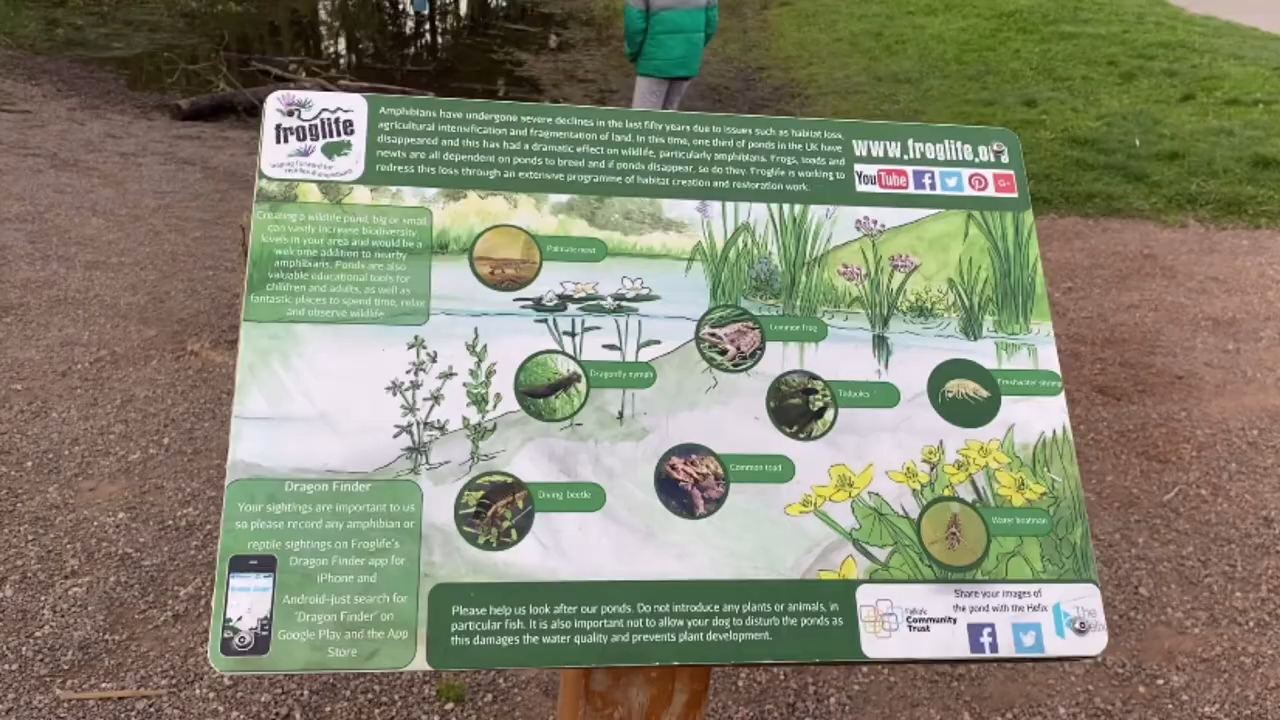 froglife
Amphibians have undergone severe declines in the last fifty years due to issues such as habitat loss,
agricultural intensification and fragmentation of land. In this time, one third of ponds in the UK have
disappeared and this has had a dramatic effect on wildlife, particularly amphibians. Frogs, toads and
newts are all dependent on ponds to breed and if ponds disappear, so do they. Froglife is working to
redress this loss through an extensive programme of habitat creation and restoration work.
www.froglife.org
YouTube
Creating a wildlife pond, big or small
can vastly increase biodiversity
levels in your area and would be a
welcome addition to nearby
amphibians. Ponds are also
valuable educational tools for
children and adults, as well as
fantastic places to spend time, relax
and observe wildlife.
Palmate newt
Common frog
Dragonfly nymph
Tadpoles
Freshwater shrimp
Common toad
Diving beetle
Water boatman
Dragon Finder
Your sightings are important to us
so please record any amphibian or
reptile sightings on Froglife's
Dragon Finder app for
iPhone and
Android-just search for
"Dragon Finder" on
Google Play and the App
Store
Please help us look after our ponds. Do not introduce any plants or animals, in
particular fish. It is also important not to allow your dog to disturb the ponds as
this damages the water quality and prevents plant development.
Falkirk
Community
Trust
Share your images of
the pond with the Helix
The
Helix